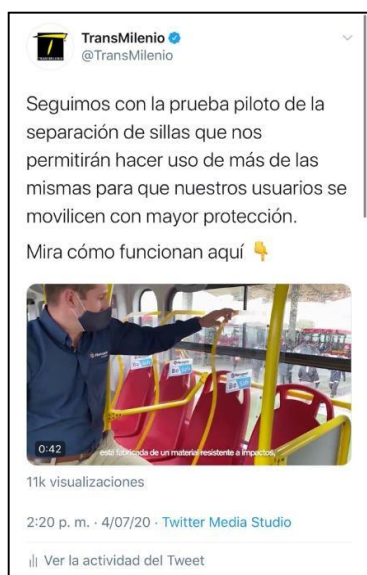 TransMilenio
@TransMilenio
Seguimos con la prueba piloto de la
separación de sillas que nos
permitirán hacer uso de más de las
mismas para que nuestros usuarios se
movilicen con mayor protección.
Mira cómo funcionan aquí 👇
0:42
esta fabricada de un material resistente a impactos,
11k visualizaciones
2:20 p. m. · 4/07/20 · Twitter Media Studio
Ver la actividad del Tweet